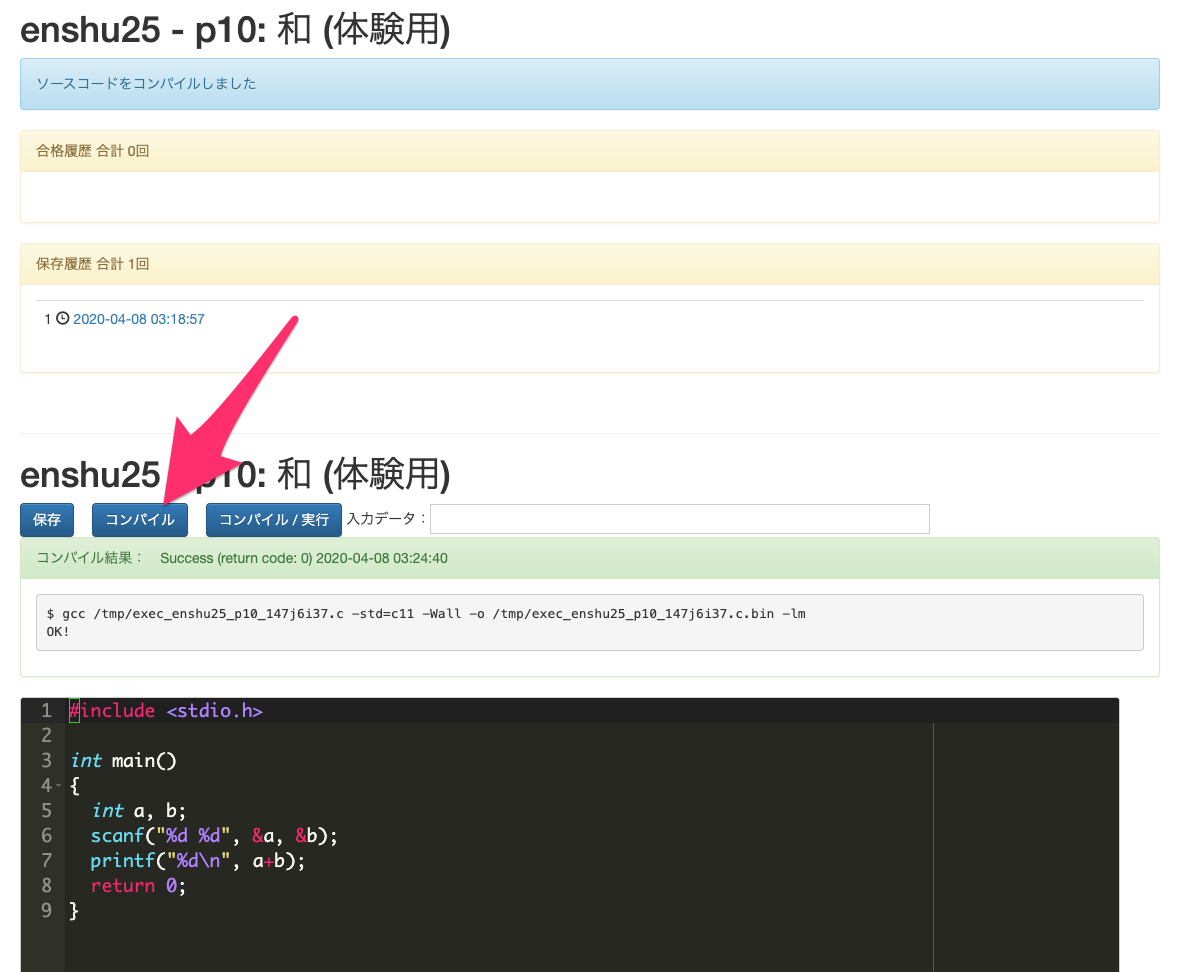 enshu25 - p10: 和 (体験用)
ソースコードをコンパイルしました
合格履歴 合計 0回
保存履歴 合計 1回
1 2020-04-08 03:18:57
enshu25 - p10: 和 (体験用)
保存 コンパイル コンパイル / 実行 入力データ：
コンパイル結果： Success (return code: 0) 2020-04-08 03:24:40
$ gcc /tmp/exec_enshu25_p10_147j6i37.c -std=c11 -Wall -o /tmp/exec_enshu25_p10_147j6i37.c.bin -lm
OK!
1 #include <stdio.h>
2
3 int main()
4 {
5 int a, b;
6 scanf("%d %d", &a, &b);
7 printf("%d\n", a+b);
8 return 0;
9 }